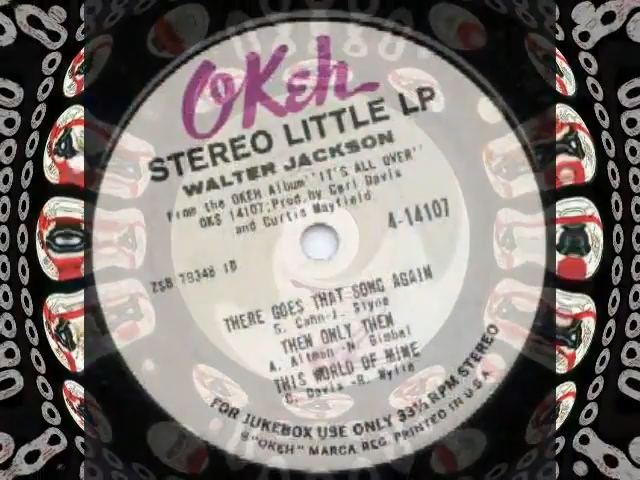 OKeh
STEREO LITTLE LP
WALTER JACKSON
From the OKEH Album "IT'S ALL OVER"
OKS 14107:Prod.by Carl Davis
and Curtis Mayfield
4-14107
ZSB 79348 1B
THERE GOES THAT SONG AGAIN
S. Cahn-J. Styne
THEN ONLY THEN
A. Altman-N. Gimbel
THIS WORLD OF MINE
C. Davis -R. Wylie
FOR JUKEBOX USE ONLY 33⅓ RPM STEREO
® "OKEH" MARCA REG. PRINTED IN U S A